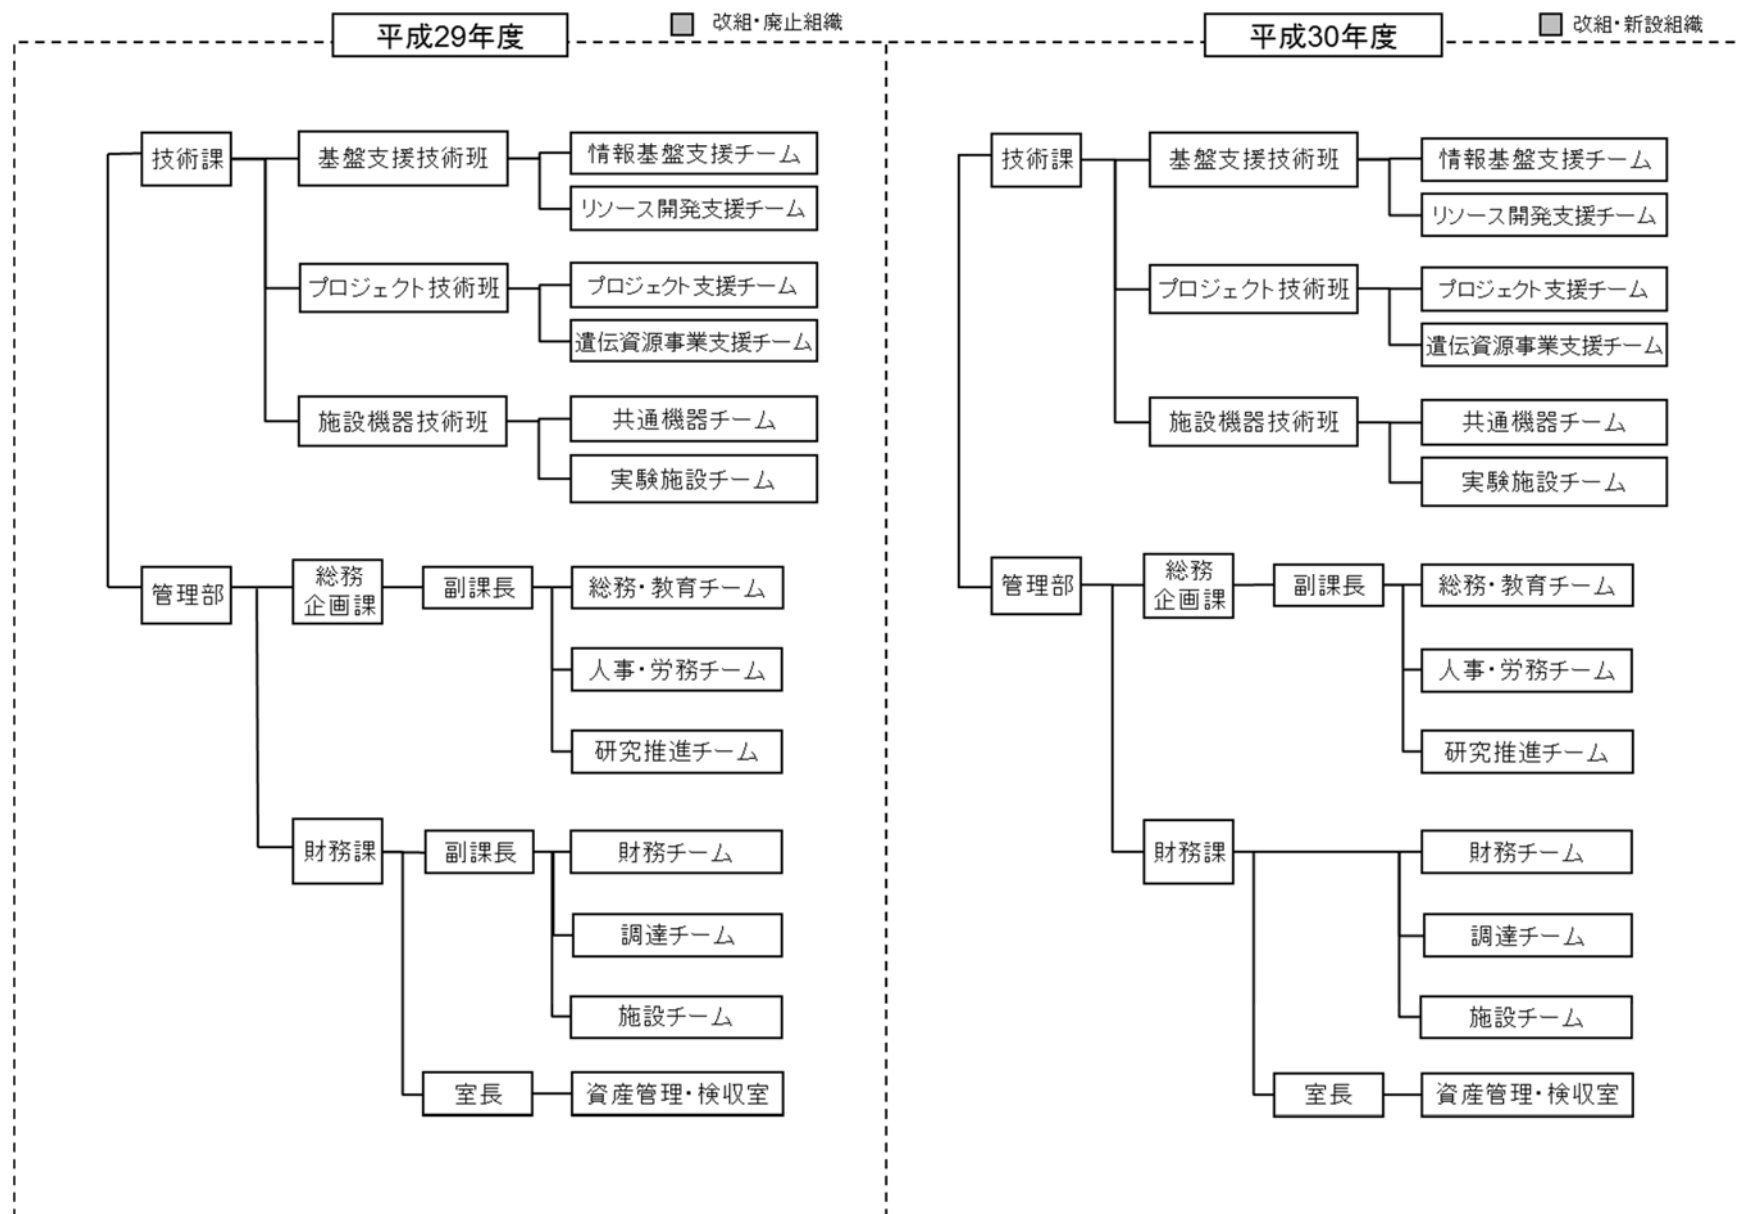 平成29年度
改組・廃止組織
技術課
基盤支援技術班
情報基盤支援チーム
リソース開発支援チーム
プロジェクト技術班
プロジェクト支援チーム
遺伝資源事業支援チーム
施設機器技術班
共通機器チーム
実験施設チーム
管理部
総務
企画課
副課長
総務・教育チーム
人事・労務チーム
研究推進チーム
財務課
副課長
財務チーム
調達チーム
施設チーム
室長
資産管理・検収室
平成30年度
改組・新設組織
技術課
基盤支援技術班
情報基盤支援チーム
リソース開発支援チーム
プロジェクト技術班
プロジェクト支援チーム
遺伝資源事業支援チーム
施設機器技術班
共通機器チーム
実験施設チーム
管理部
総務
企画課
副課長
総務・教育チーム
人事・労務チーム
研究推進チーム
財務課
財務チーム
調達チーム
施設チーム
室長
資産管理・検収室